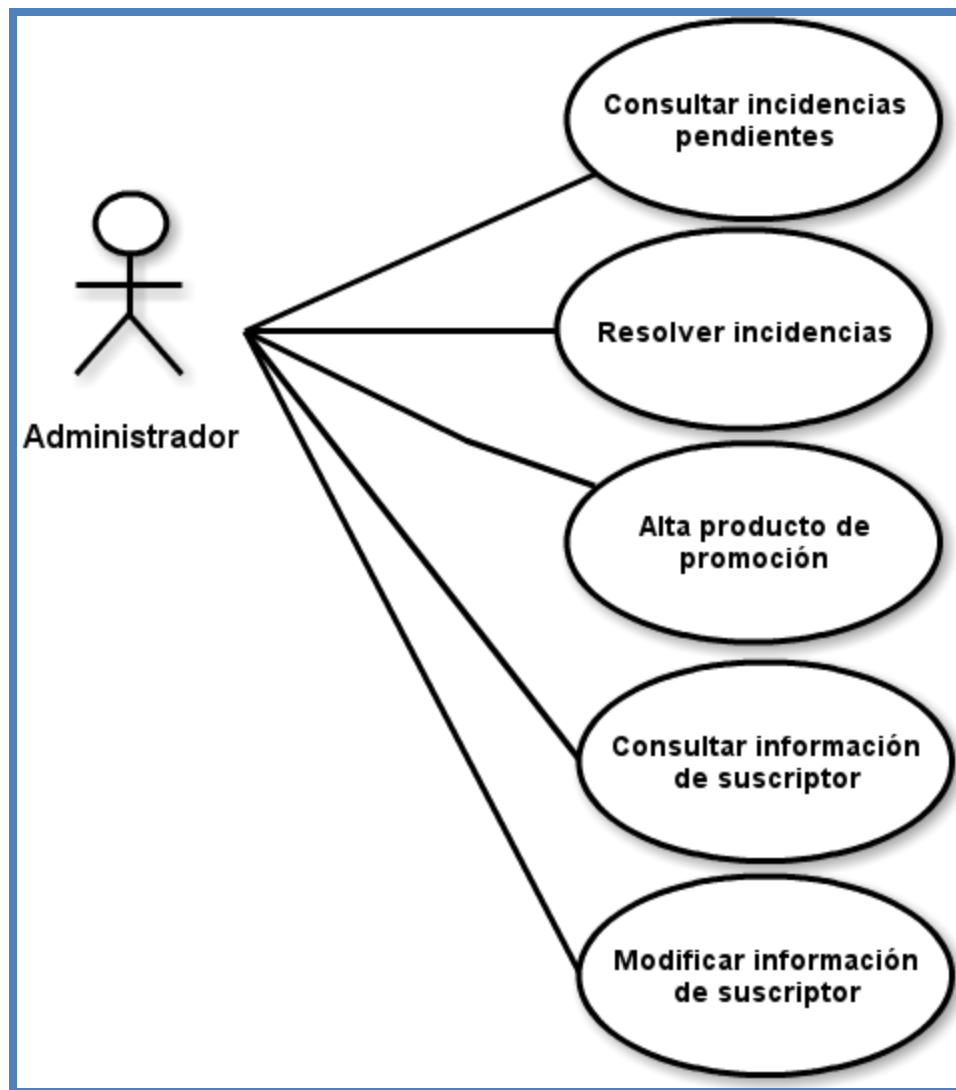 Consultar incidencias
pendientes
Resolver incidencias
Administrador
Alta producto de
promoción
Consultar información
de suscriptor
Modificar información
de suscriptor